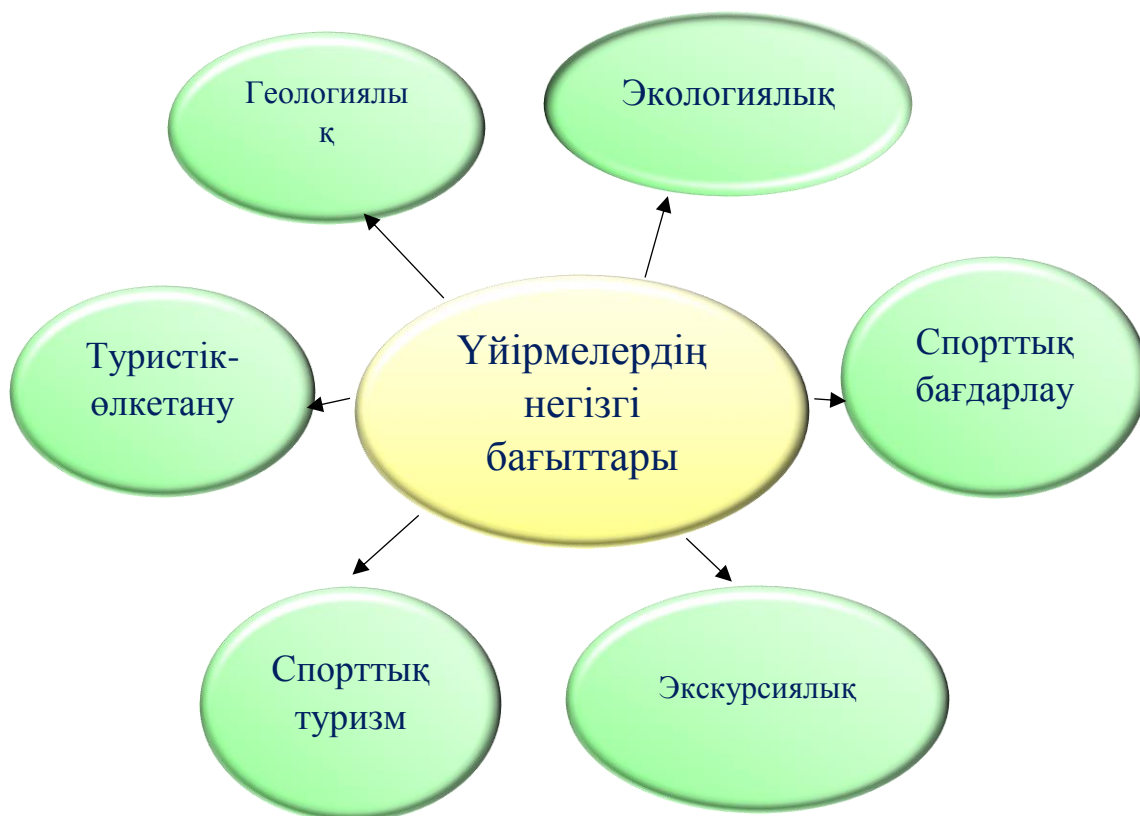 Геологиялы
қ
Экологиялық
Туристік-
өлкетану
Үйірмелердің
негізгі
бағыттары
Спорттық
бағдарлау
Спорттық
туризм
Экскурсиялық